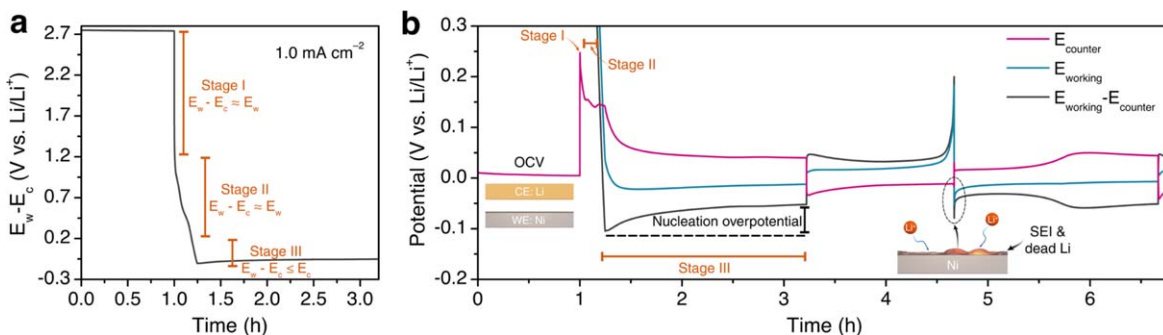 a
2.7
2.2
1.7
1.2
0.7
0.2
-0.3
E_w-E_c (V vs. Li/Li⁺)
1.0 mA cm⁻²
Stage I
E_w - E_c ≈ E_w
Stage II
E_w - E_c ≈ E_w
Stage III
E_w - E_c ≤ E_c
0.0 0.5 1.0 1.5 2.0 2.5 3.0
Time (h)
b
0.3
0.2
0.1
0.0
-0.1
-0.2
Potential (V vs. Li/Li⁺)
Stage I
Stage II
E_counter
E_working
E_working-E_counter
OCV
CE: Li
WE: Ni
Nucleation overpotential
Stage III
Li⁺
Li⁺
SEI &
dead Li
Ni
0 1 2 3 4 5 6
Time (h)